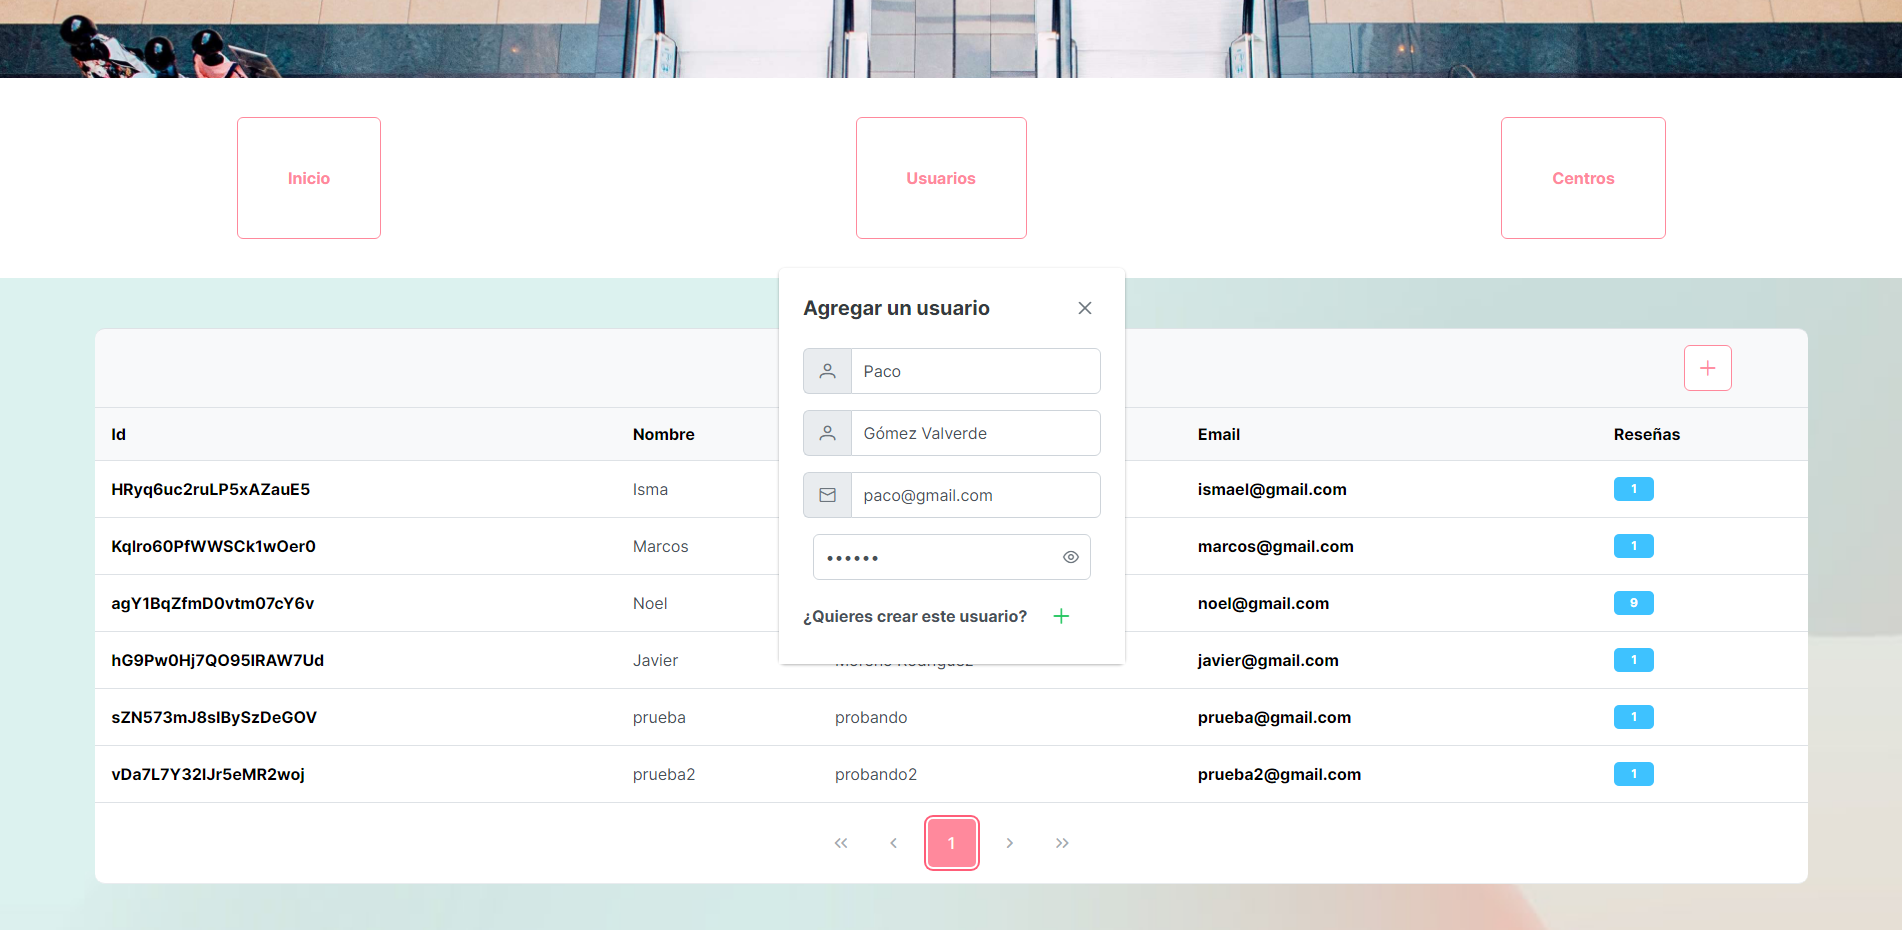 Inicio
Usuarios
Centros
Agregar un usuario
Paco
Gómez Valverde
paco@gmail.com
••••••
¿Quieres crear este usuario?
Id Nombre Email Reseñas
HRyq6uc2ruLP5xAZauE5 Isma ismael@gmail.com 1
Kqlro60PfWWSCk1wOer0 Marcos marcos@gmail.com 1
agY1BqZfmD0vtm07cY6v Noel noel@gmail.com 9
hG9Pw0Hj7QO95IRAW7Ud Javier Moreno Rodríguez javier@gmail.com 1
sZN573mJ8slBySzDeGOV prueba probando prueba@gmail.com 1
vDa7L7Y32IJr5eMR2woj prueba2 probando2 prueba2@gmail.com 1
1